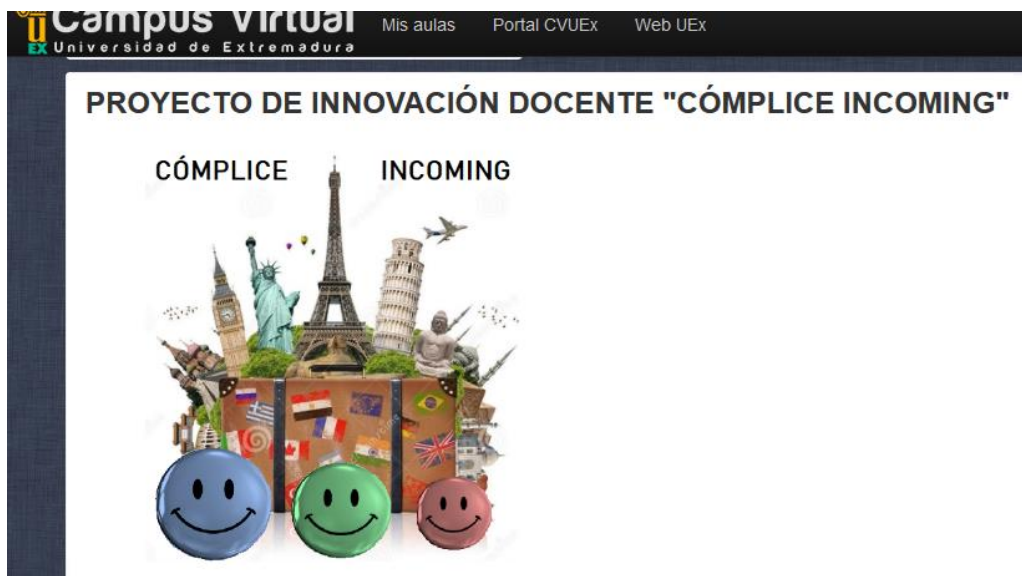 Campus Virtual
Universidad de Extremadura
UEX
Mis aulas Portal CVUEx Web UEx
PROYECTO DE INNOVACIÓN DOCENTE "CÓMPLICE INCOMING"
CÓMPLICE INCOMING